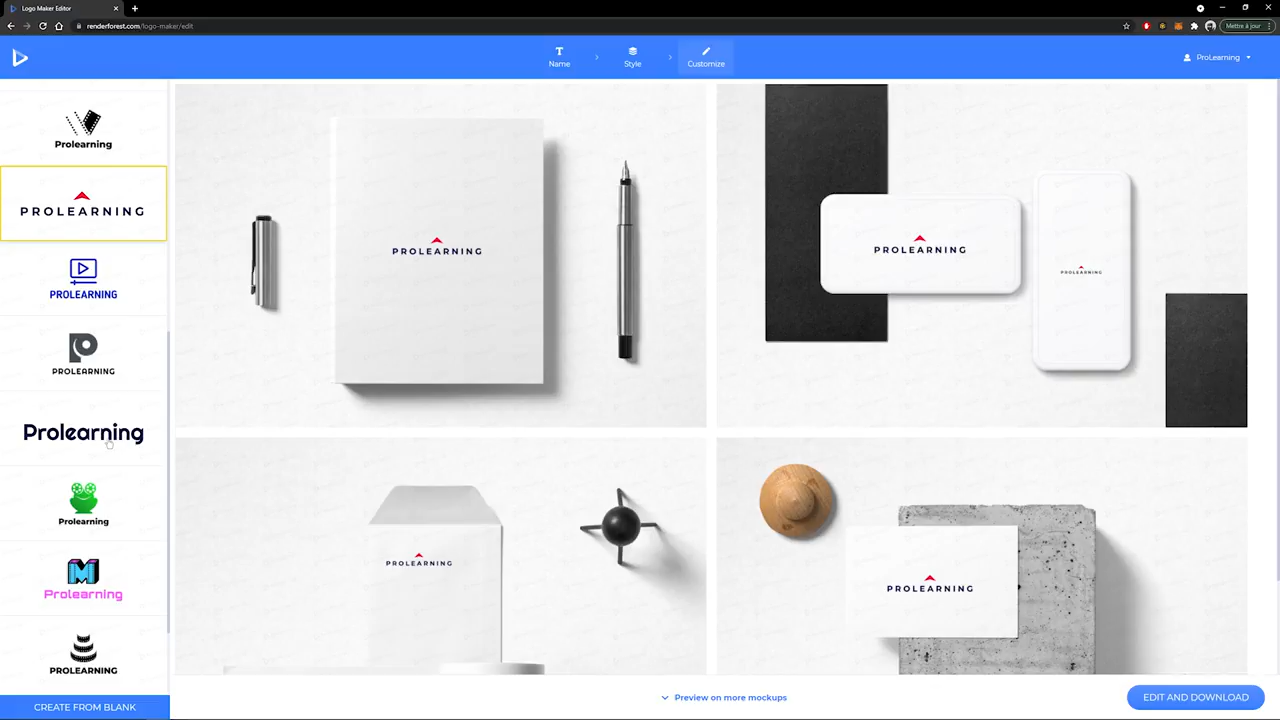 Logo Maker Editor
renderforest.com/logo-maker/edit
Mettre à jour
Name
Style
Customize
ProLearning
Prolearning
PROLEARNING
PROLEARNING
PROLEARNING
Prolearning
Prolearning
Prolearning
PROLEARNING
CREATE FROM BLANK
PROLEARNING
PROLEARNING
PROLEARNING
PROLEARNING
PROLEARNING
Preview on more mockups
EDIT AND DOWNLOAD